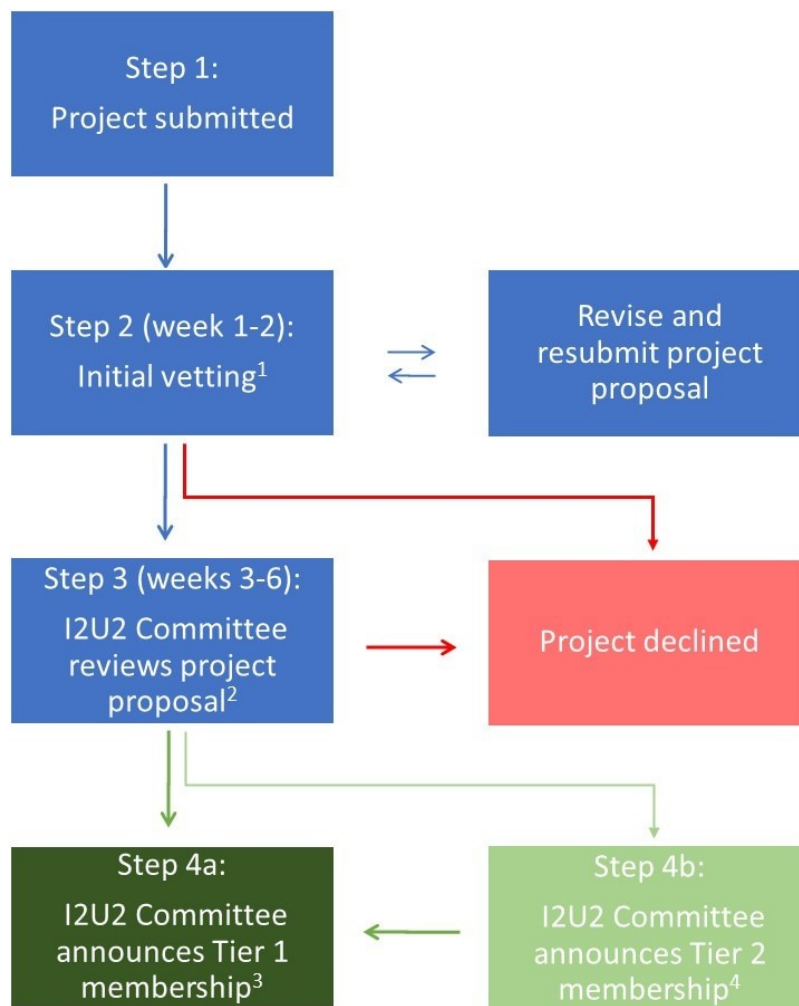 Step 1:
Project submitted
Step 2 (week 1-2):
Initial vetting¹
Revise and
resubmit project
proposal
Step 3 (weeks 3-6):
I2U2 Committee
reviews project
proposal²
Project declined
Step 4a:
I2U2 Committee
announces Tier 1
membership³
Step 4b:
I2U2 Committee
announces Tier 2
membership⁴